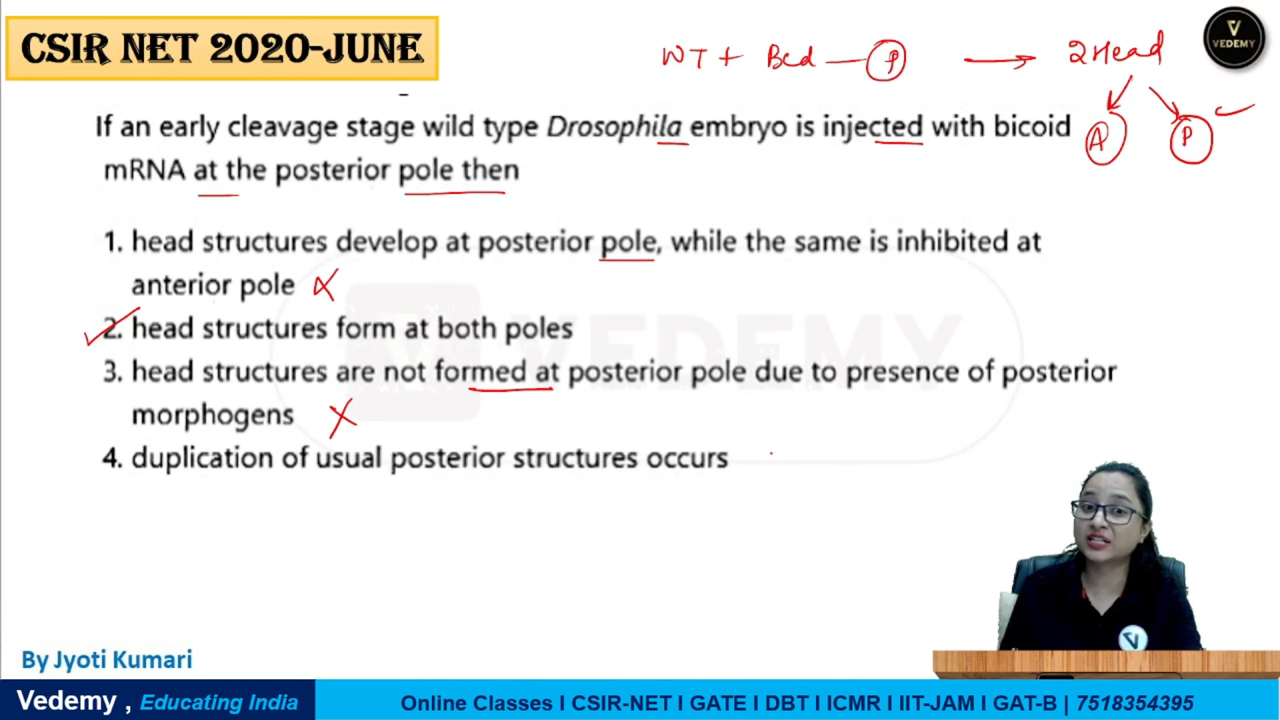 CSIR NET 2020-JUNE
WT + Bcd — P → 2 Head
A P
VEDEMY
If an early cleavage stage wild type Drosophila embryo is injected with bicoid
mRNA at the posterior pole then
1. head structures develop at posterior pole, while the same is inhibited at
anterior pole
2. head structures form at both poles
3. head structures are not formed at posterior pole due to presence of posterior
morphogens
4. duplication of usual posterior structures occurs
VEDEMY
By Jyoti Kumari
Vedemy , Educating India
Online Classes I CSIR-NET I GATE I DBT I ICMR I IIT-JAM I GAT-B | 7518354395